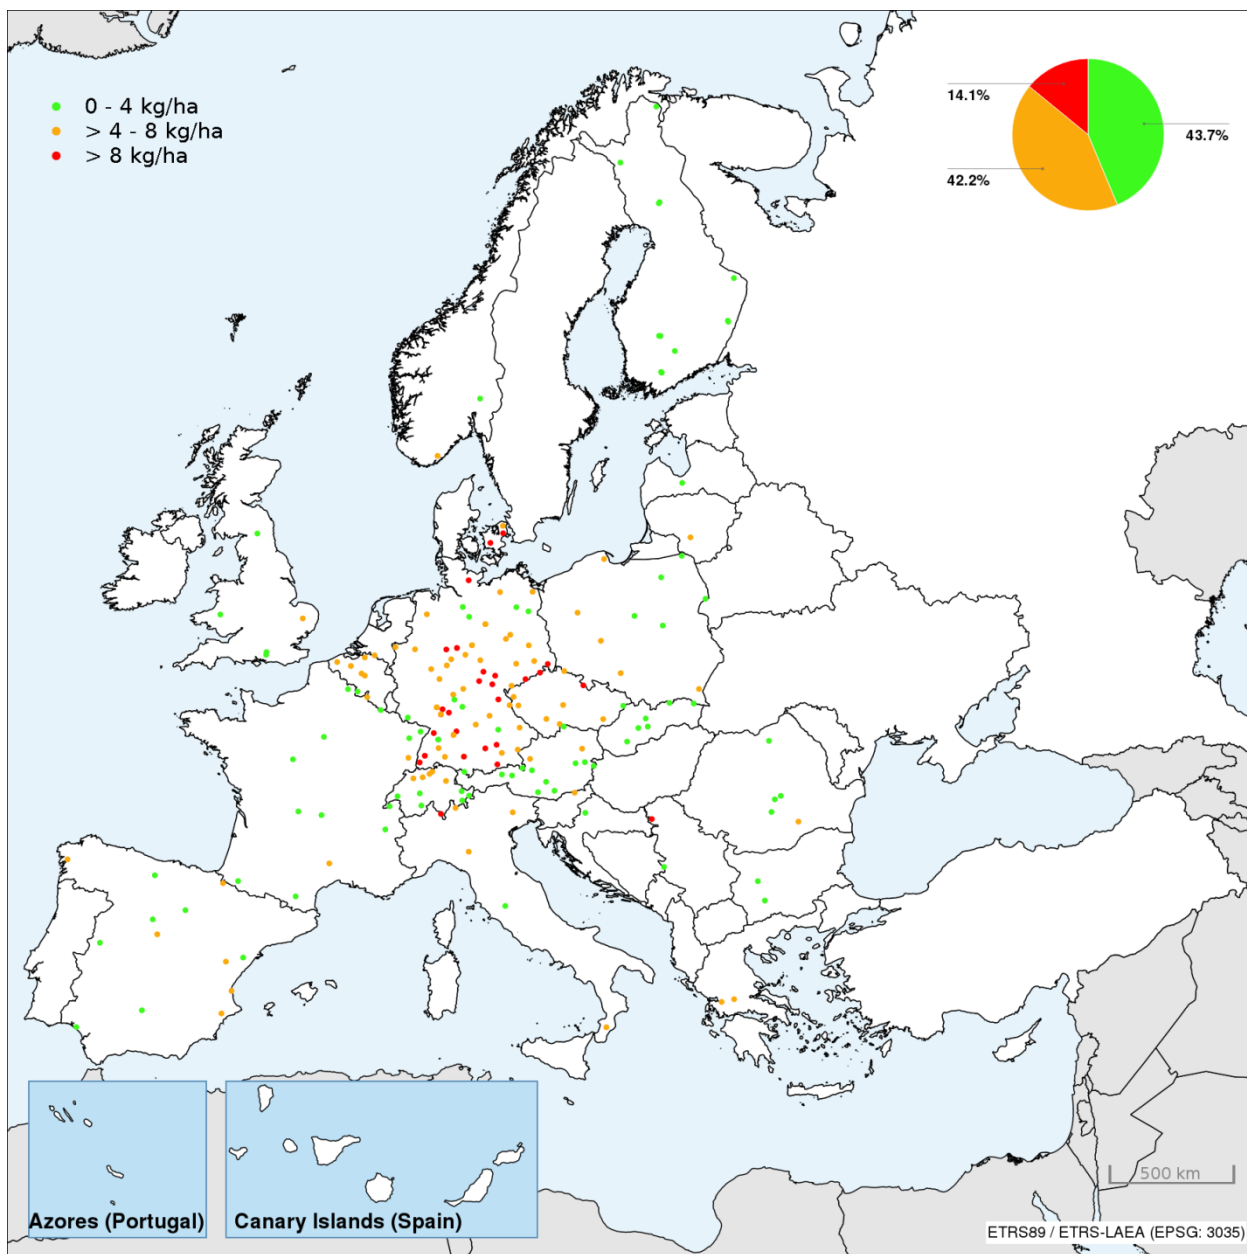 0 - 4 kg/ha
> 4 - 8 kg/ha
> 8 kg/ha
14.1%
43.7%
42.2%
500 km
Azores (Portugal)
Canary Islands (Spain)
ETRS89 / ETRS-LAEA (EPSG: 3035)